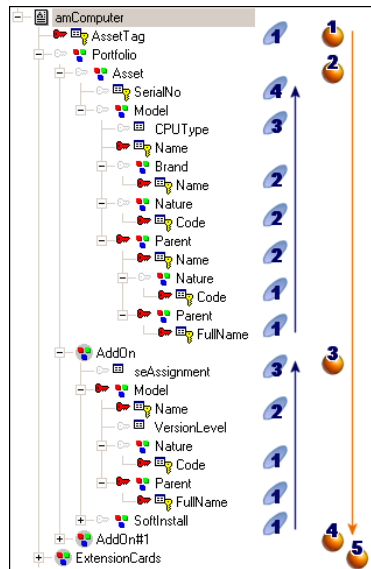 amComputer
AssetTag 1 1
Portfolio
Asset 2
SerialNo 4
Model
CPUType 3
Name
Brand
Name 2
Nature
Code 2
Parent
Name 2
Nature
Code 1
Parent
FullName 1
AddOn 3
seAssignment 3
Model
Name 2
VersionLevel
Nature
Code 1
Parent
FullName 1
SoftInstall 1
AddOn#1 4
ExtensionCards 5